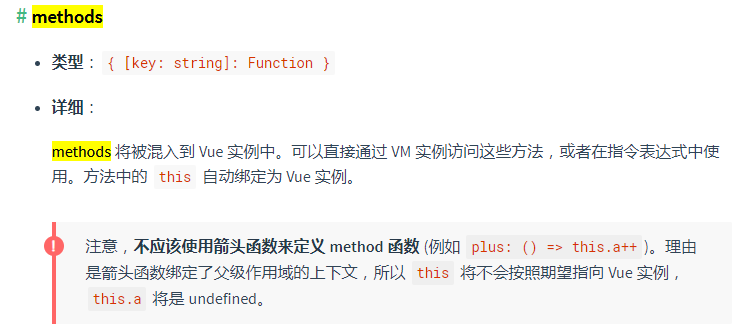 # methods
• 类型：{ [key: string]: Function }
• 详细：
methods 将被混入到 Vue 实例中。可以直接通过 VM 实例访问这些方法，或者在指令表达式中使
用。方法中的 this 自动绑定为 Vue 实例。
!
注意，不应该使用箭头函数来定义 method 函数 (例如 plus: () => this.a++)。理由
是箭头函数绑定了父级作用域的上下文，所以 this 将不会按照期望指向 Vue 实例，
this.a 将是 undefined。